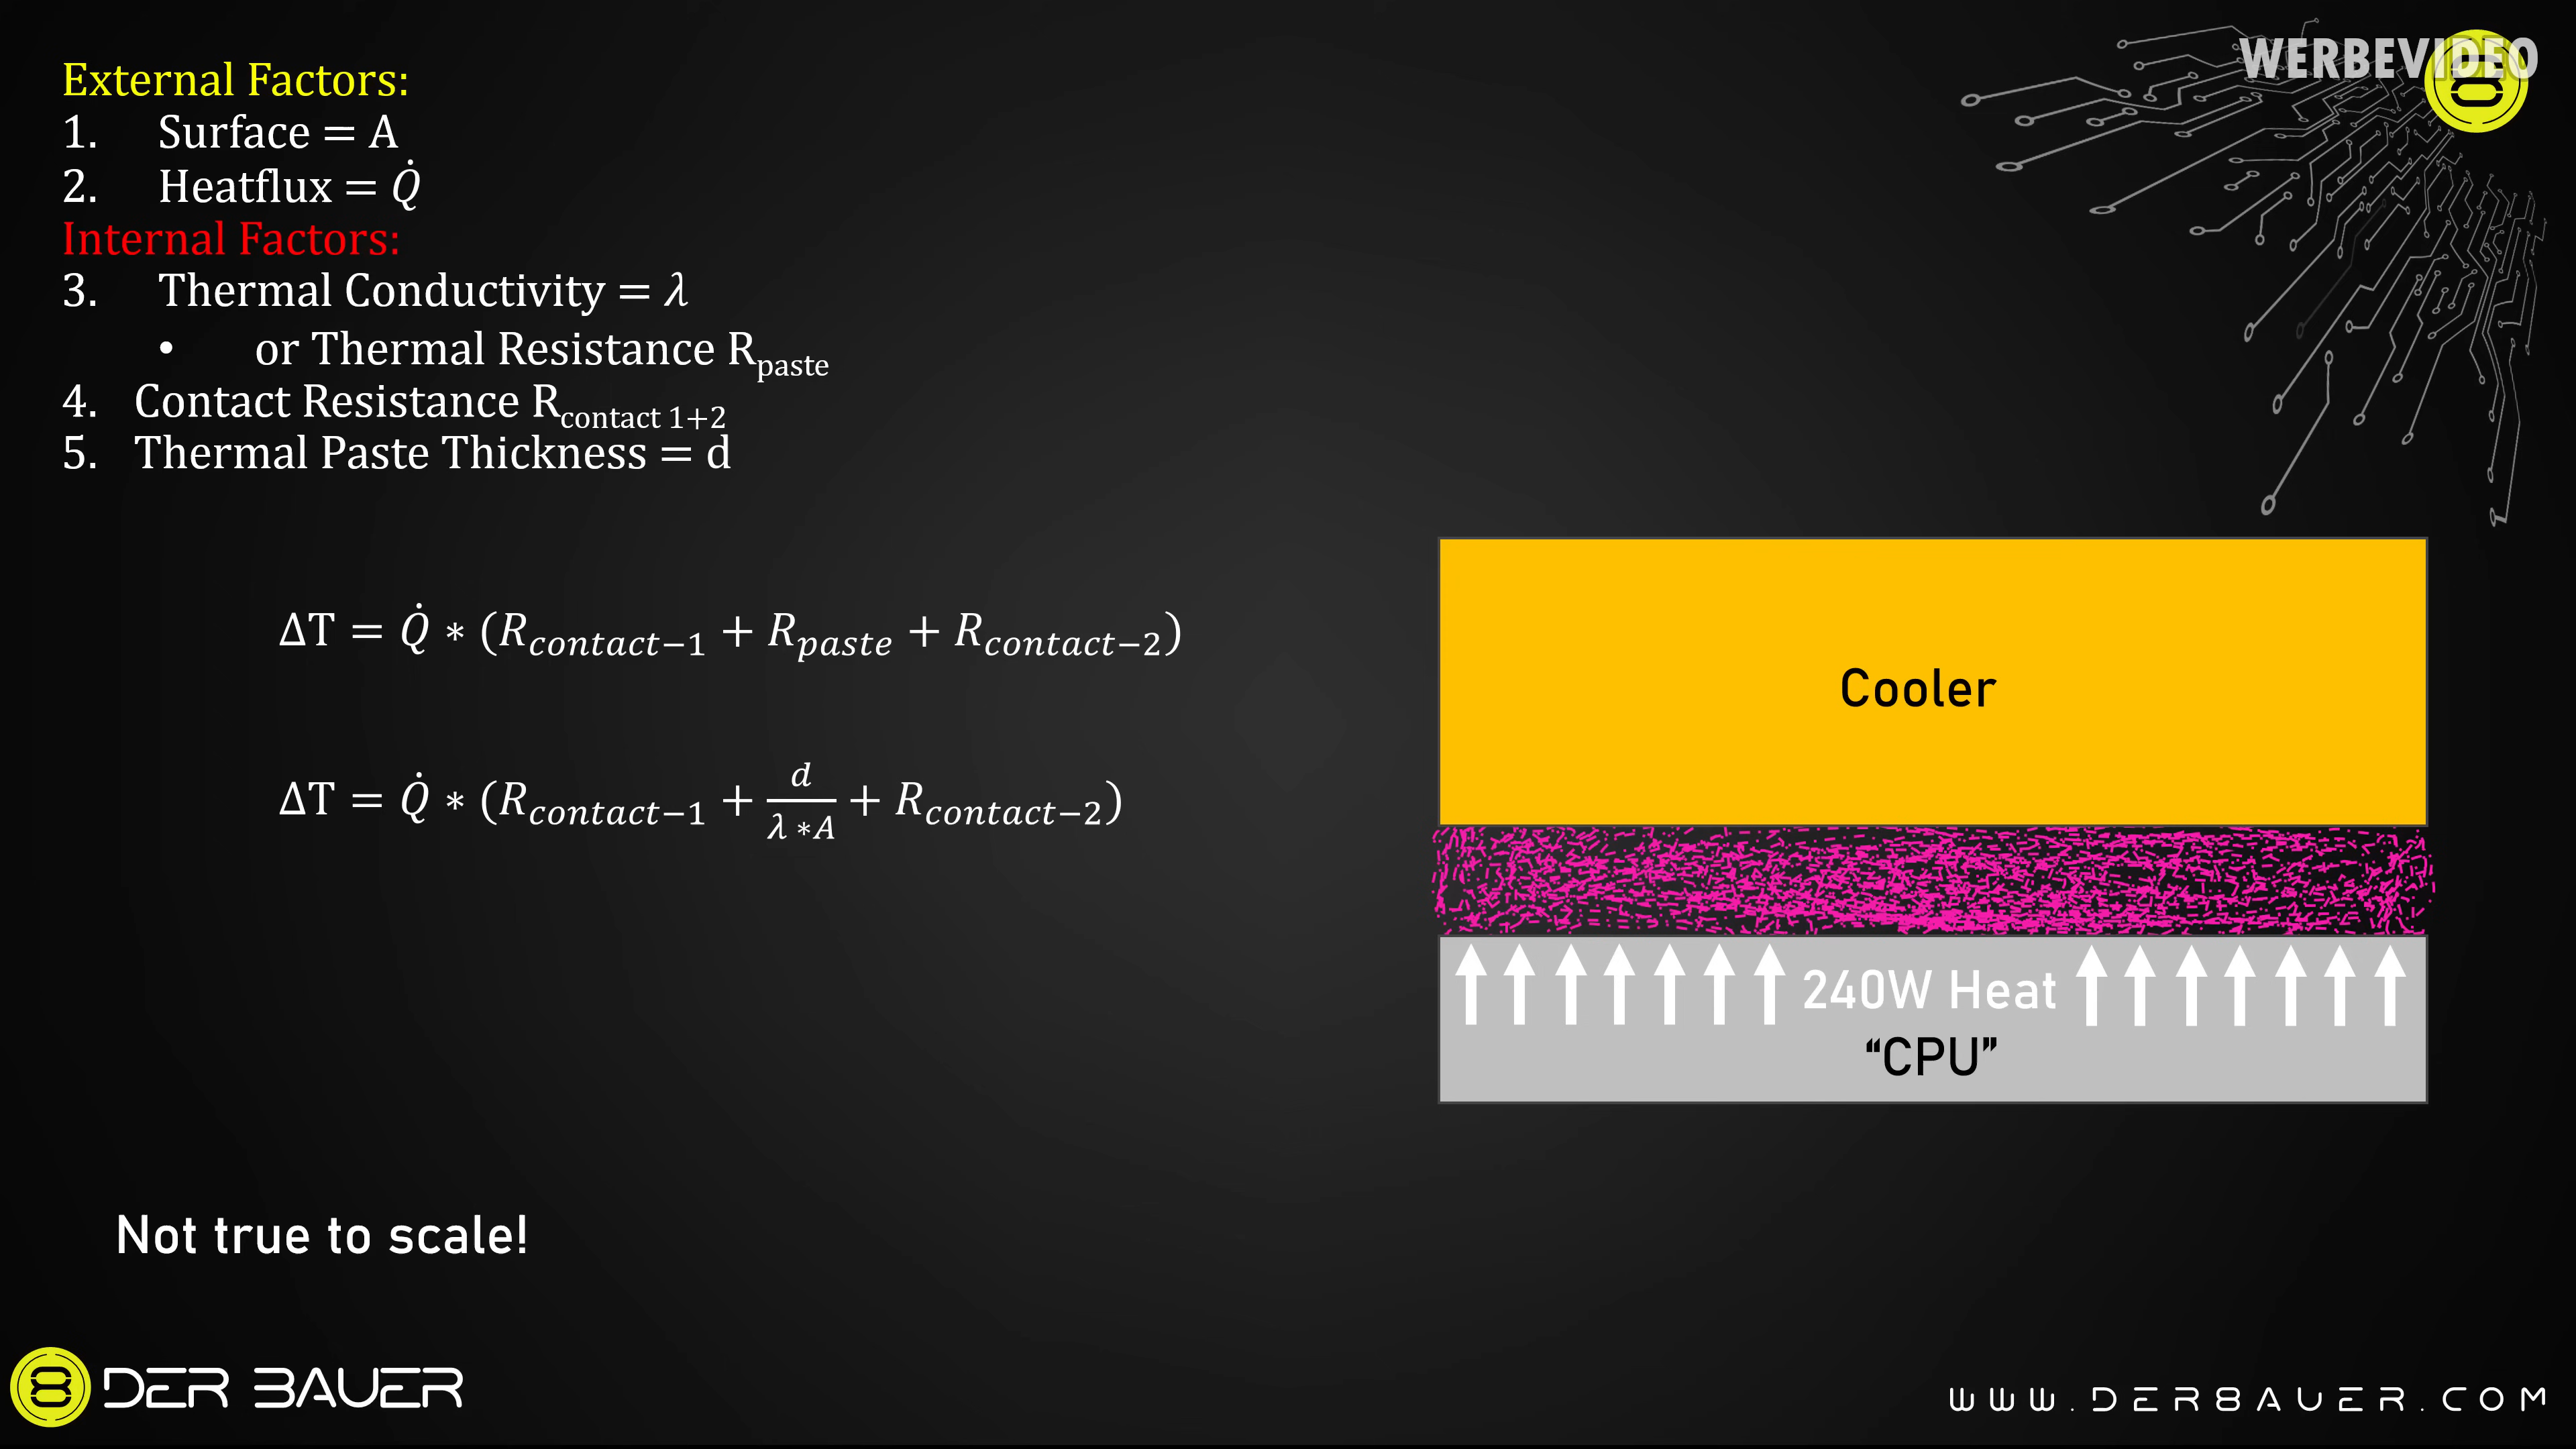 WERBEVIDEO
External Factors:
1. Surface = A
2. Heatflux = Q̇
Internal Factors:
3. Thermal Conductivity = λ
• or Thermal Resistance R_paste
4. Contact Resistance R_contact 1+2
5. Thermal Paste Thickness = d
ΔT = Q̇ ∗ (R_contact−1 + R_paste + R_contact−2)
ΔT = Q̇ ∗ (R_contact−1 + d/(λ ∗A) + R_contact−2)
Cooler
240W Heat
“CPU”
Not true to scale!
DER 8AUER
WWW.DER8AUER.COM